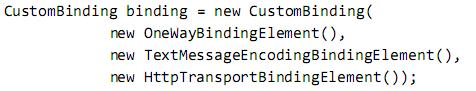 CustomBinding binding = new CustomBinding(
new OneWayBindingElement(),
new TextMessageEncodingBindingElement(),
new HttpTransportBindingElement());